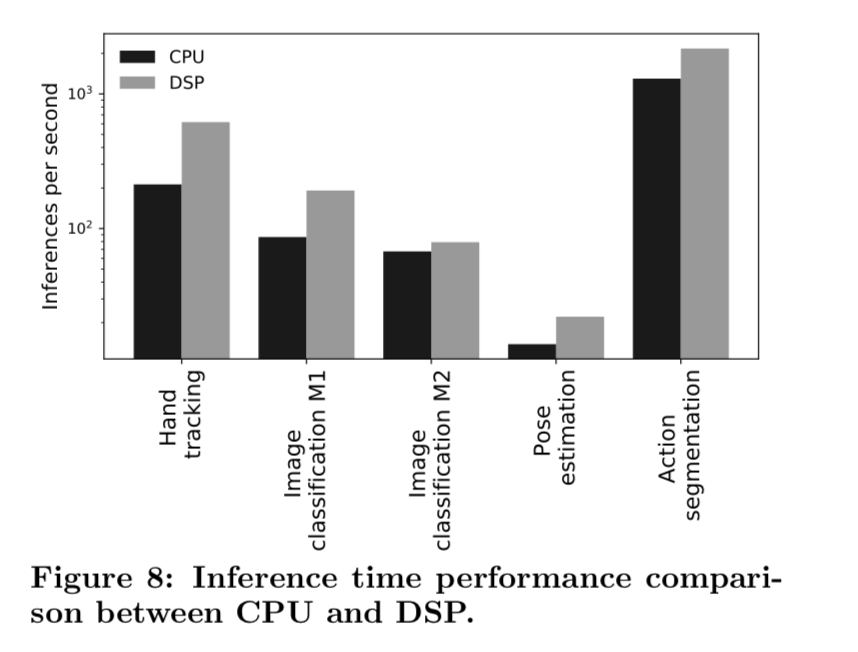 CPU
DSP
Inferences per second
10³
10²
Hand
tracking
Image
classification M1
Image
classification M2
Pose
estimation
Action
segmentation
Figure 8: Inference time performance compari-
son between CPU and DSP.